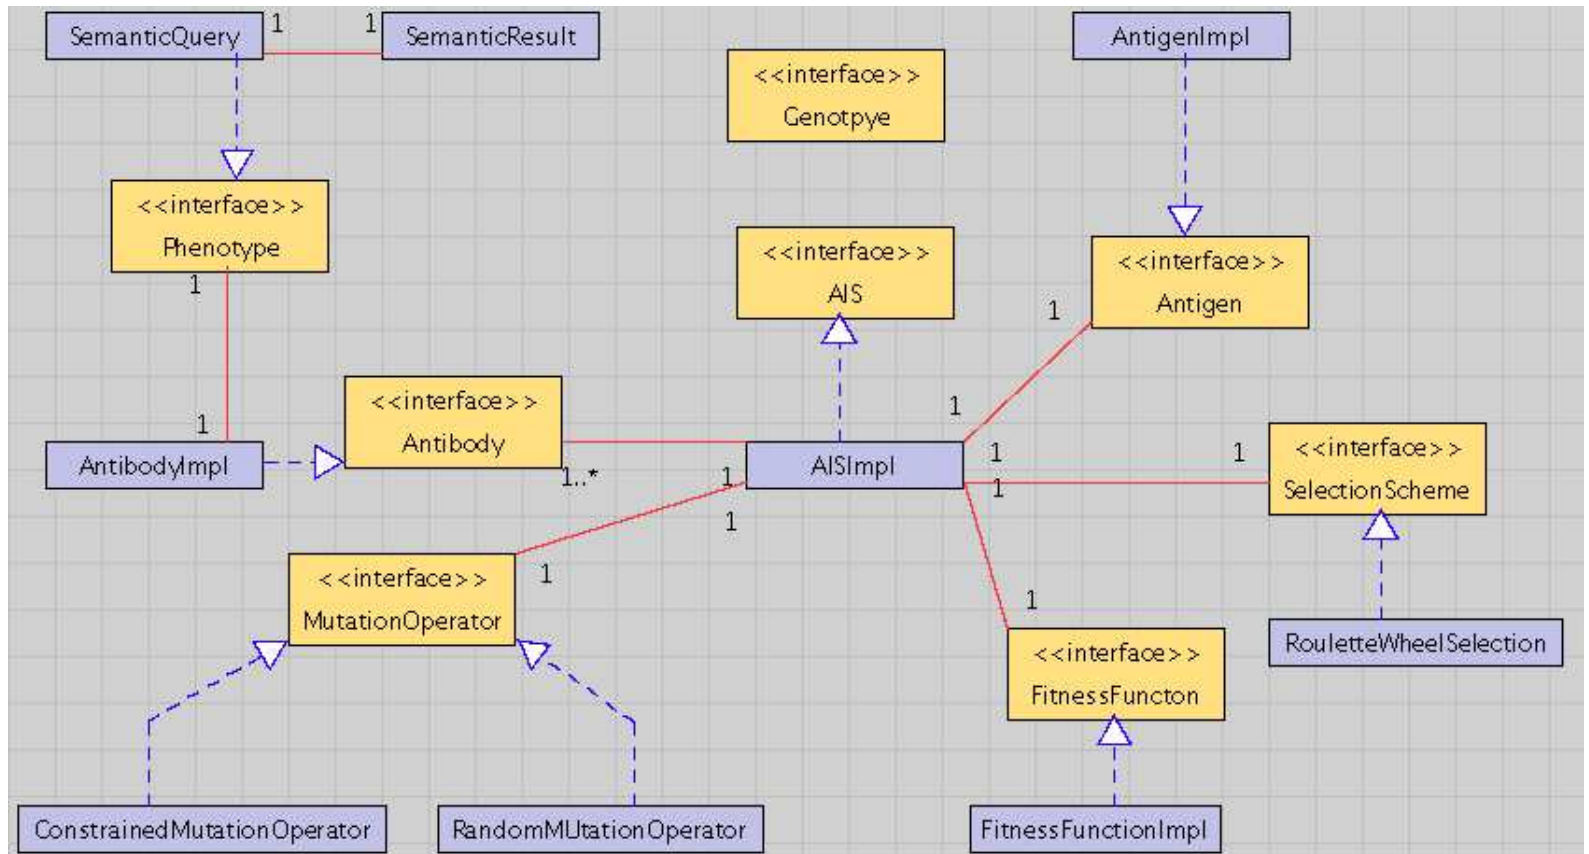 SemanticQuery
1
1
SemanticResult
AntigenImpl
<<interface>>
Genotpye
<<interface>>
Phenotype
1
<<interface>>
AIS
<<interface>>
Antigen
1
1
<<interface>>
Antibody
1
AntibodyImpl
1..*
1
AISImpl
1
1
1
<<interface>>
SelectionScheme
1
<<interface>>
MutationOperator
1
1
<<interface>>
FitnessFuncton
RouletteWheelSelection
ConstrainedMutationOperator
RandomMUtationOperator
FitnessFunctionImpl